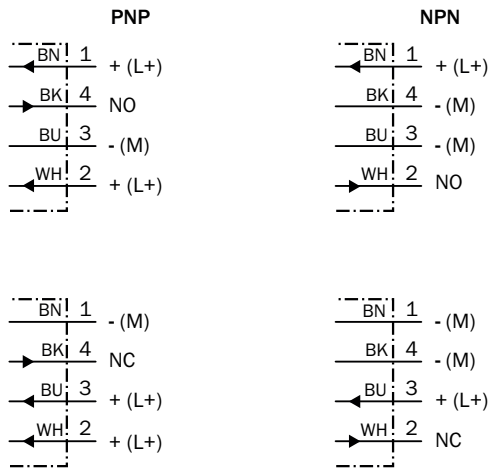 PNP
BN 1 + (L+)
BK 4 NO
BU 3 - (M)
WH 2 + (L+)
NPN
BN 1 + (L+)
BK 4 - (M)
BU 3 - (M)
WH 2 NO
BN 1 - (M)
BK 4 NC
BU 3 + (L+)
WH 2 + (L+)
BN 1 - (M)
BK 4 - (M)
BU 3 + (L+)
WH 2 NC